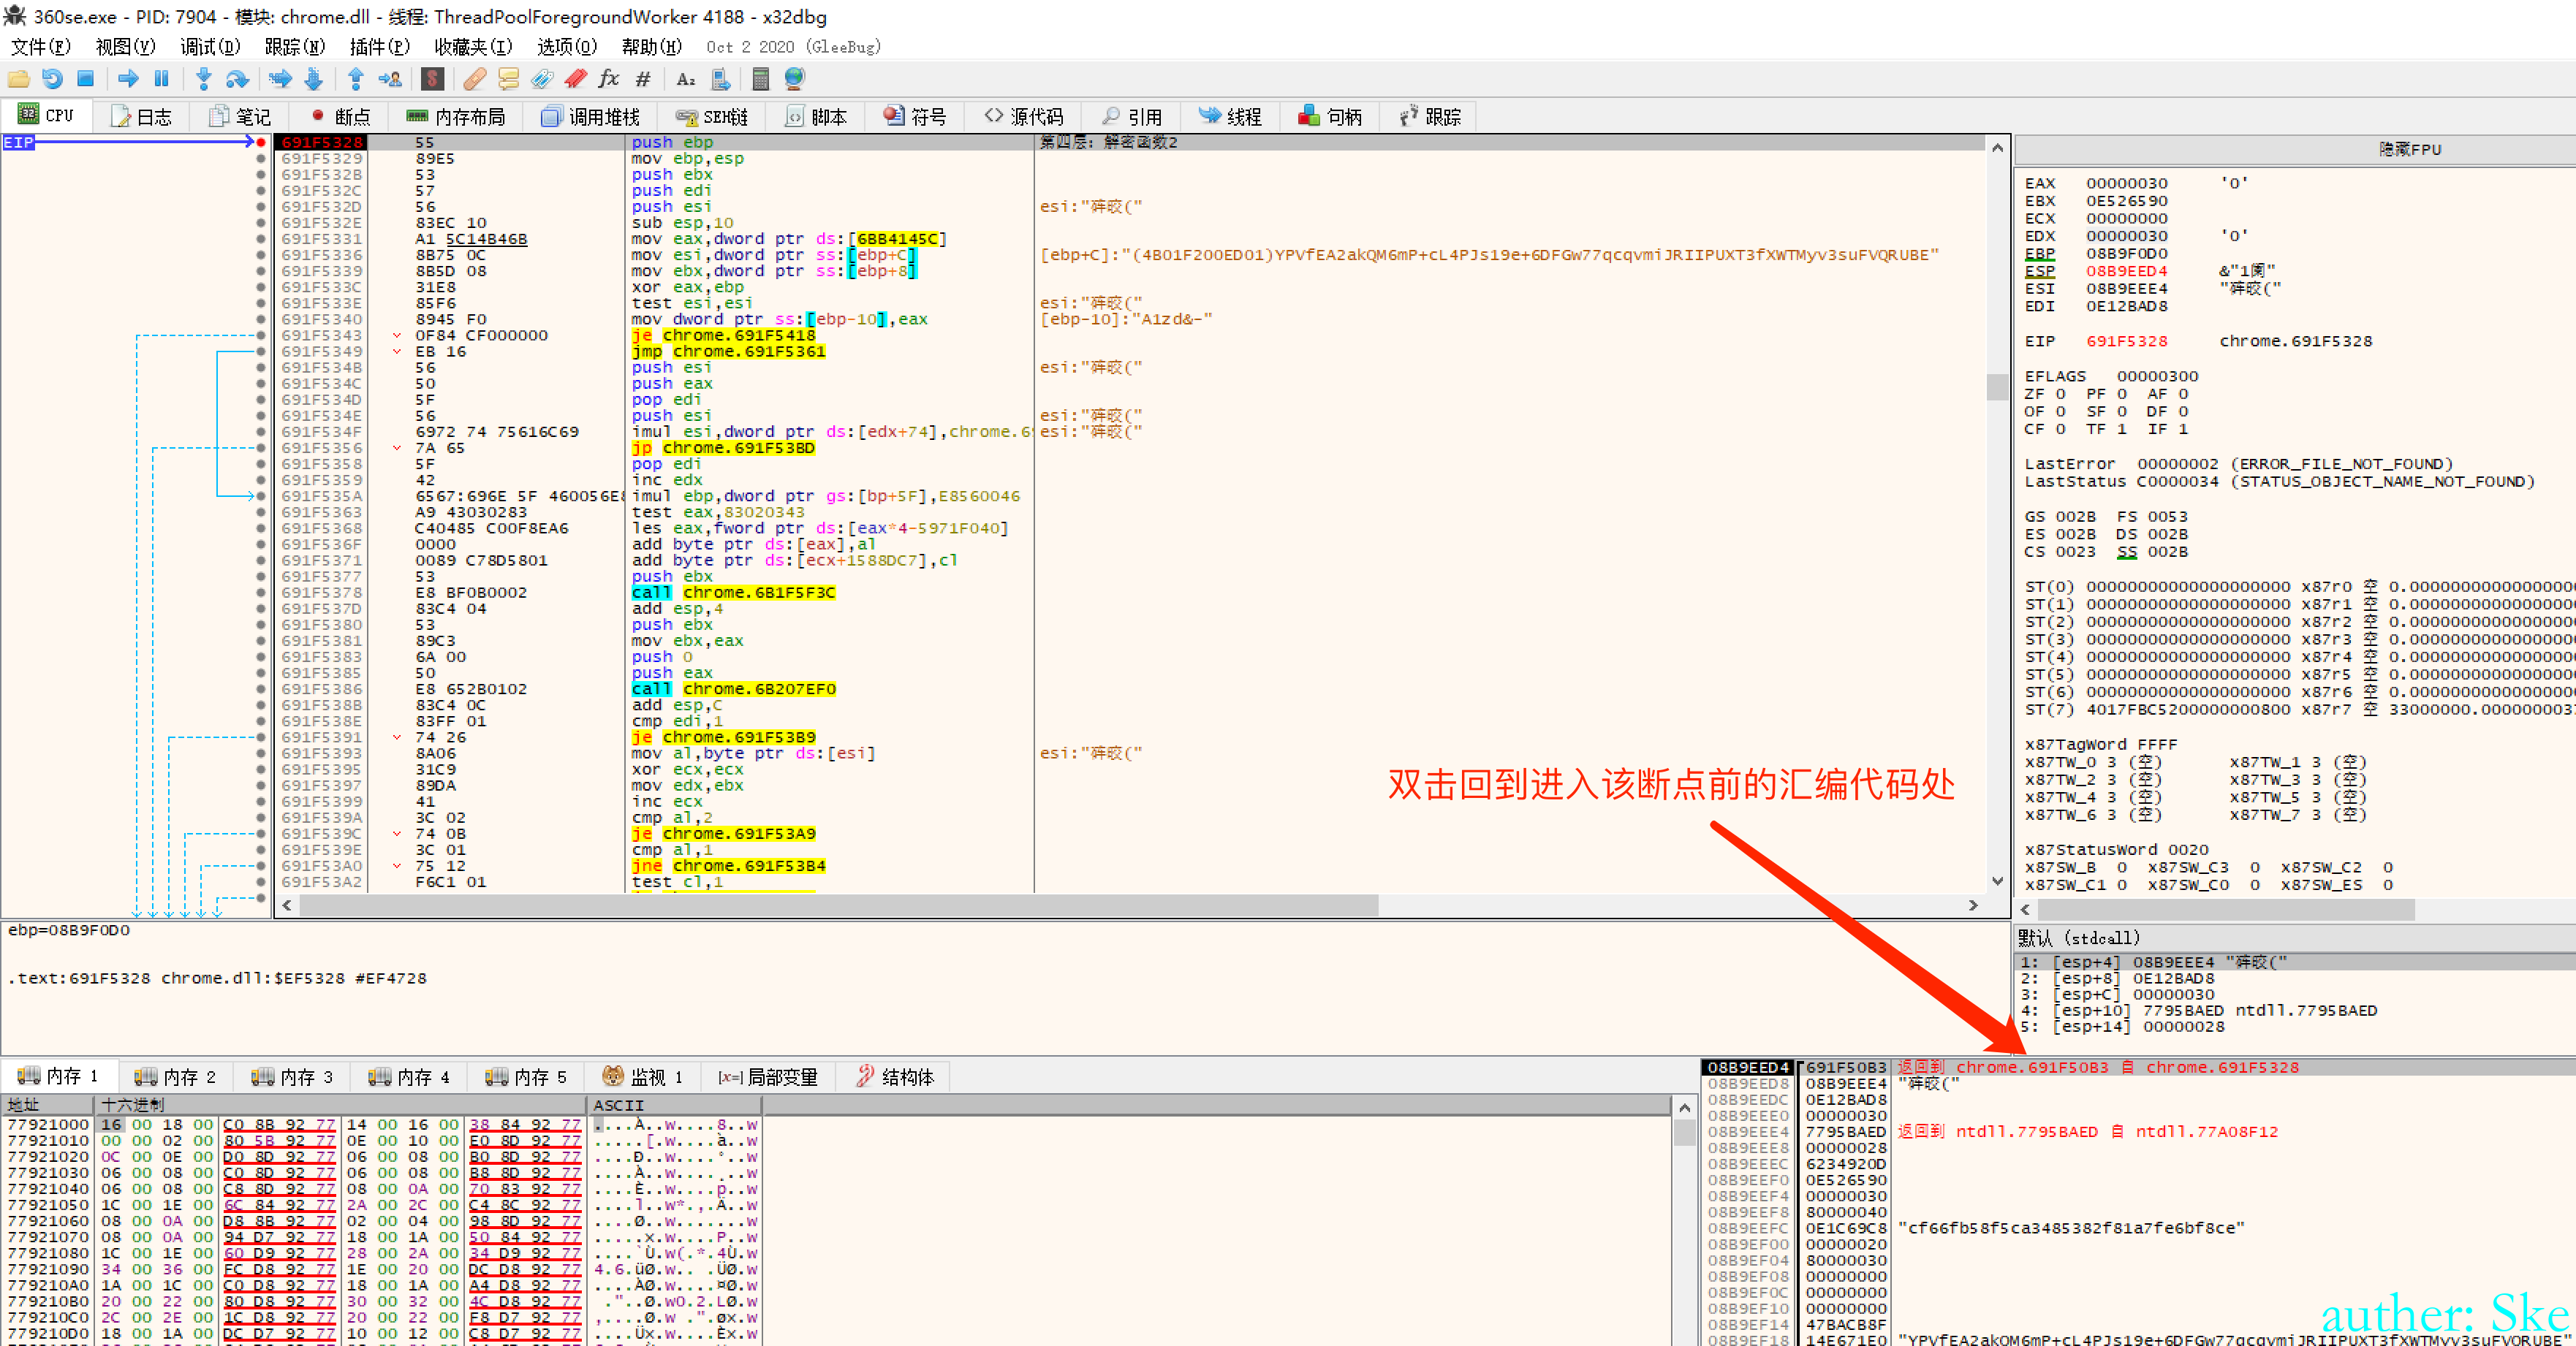 360se.exe - PID: 7904 - 模块: chrome.dll - 线程: ThreadPoolForegroundWorker 4188 - x32dbg
文件(F) 视图(V) 调试(D) 跟踪(N) 插件(P) 收藏夹(I) 选项(O) 帮助(H) Oct 2 2020 (GleeBug)
CPU 日志 笔记 断点 内存布局 调用堆栈 SEH链 脚本 符号 源代码 引用 线程 句柄 跟踪
EIP
691F5328 55 push ebp 第四层: 解密函数2
691F5329 89E5 mov ebp,esp
691F532B 53 push ebx
691F532C 57 push edi
691F532D 56 push esi esi:"砗晈("
691F532E 83EC 10 sub esp,10
691F5331 A1 5C14B46B mov eax,dword ptr ds:[6BB4145C]
691F5336 8B75 0C mov esi,dword ptr ss:[ebp+C] [ebp+C]:"(4B01F200ED01)YPVfEA2akQM6mP+cL4PJs19e+6DFGw77qcqvmiJRIIPUXT3fXWTMyv3suFVQRUBE"
691F5339 8B5D 08 mov ebx,dword ptr ss:[ebp+8]
691F533C 31E8 xor eax,ebp
691F533E 85F6 test esi,esi esi:"砗晈("
691F5340 8945 F0 mov dword ptr ss:[ebp-10],eax [ebp-10]:"A1zd&-"
691F5343 0F84 CF000000 je chrome.691F5418
691F5349 EB 16 jmp chrome.691F5361
691F534B 56 push esi esi:"砗晈("
691F534C 50 push eax
691F534D 5F pop edi
691F534E 56 push esi esi:"砗晈("
691F534F 6972 74 75616C69 imul esi,dword ptr ds:[edx+74],chrome.69 esi:"砗晈("
691F5356 7A 65 jp chrome.691F53BD
691F5358 5F pop edi
691F5359 42 inc edx
691F535A 6567:696E 5F 460056E8 imul ebp,dword ptr gs:[bp+5F],E8560046
691F5363 A9 43030283 test eax,83020343
691F5368 C40485 C00F8EA6 les eax,fword ptr ds:[eax*4-5971F040]
691F536F 0000 add byte ptr ds:[eax],al
691F5371 0089 C78D5801 add byte ptr ds:[ecx+1588DC7],cl
691F5377 53 push ebx
691F5378 E8 BF0B0002 call chrome.6B1F5F3C
691F537D 83C4 04 add esp,4
691F5380 53 push ebx
691F5381 89C3 mov ebx,eax
691F5383 6A 00 push 0
691F5385 50 push eax
691F5386 E8 652B0102 call chrome.6B207EF0
691F538B 83C4 0C add esp,C
691F538E 83FF 01 cmp edi,1
691F5391 74 26 je chrome.691F53B9
691F5393 8A06 mov al,byte ptr ds:[esi] esi:"砗晈("
691F5395 31C9 xor ecx,ecx
691F5397 89DA mov edx,ebx
691F5399 41 inc ecx
691F539A 3C 02 cmp al,2
691F539C 74 0B je chrome.691F53A9
691F539E 3C 01 cmp al,1
691F53A0 75 12 jne chrome.691F53B4
691F53A2 F6C1 01 test cl,1
双击回到进入该断点前的汇编代码处
隐藏FPU
EAX 00000030 '0'
EBX 0E526590
ECX 00000000
EDX 00000030 '0'
EBP 08B9F0D0
ESP 08B9EED4
ESI 08B9EEE4 "砗晈("
EDI 0E12BAD8
EIP 691F5328 chrome.691F5328
EFLAGS 00000300
ZF 0 PF 0 AF 0
OF 0 SF 0 DF 0
CF 0 TF 1 IF 1
LastError 00000002 (ERROR_FILE_NOT_FOUND)
LastStatus C0000034 (STATUS_OBJECT_NAME_NOT_FOUND)
GS 002B FS 0053
ES 002B DS 002B
CS 0023 SS 002B
ST(0) 00000000000000000000 x87r0 空 0.0000000000000000
ST(1) 00000000000000000000 x87r1 空 0.0000000000000000
ST(2) 00000000000000000000 x87r2 空 0.0000000000000000
ST(3) 00000000000000000000 x87r3 空 0.0000000000000000
ST(4) 00000000000000000000 x87r4 空 0.0000000000000000
ST(5) 00000000000000000000 x87r5 空 0.0000000000000000
ST(6) 00000000000000000000 x87r6 空 0.0000000000000000
ST(7) 4017FBC5200000000800 x87r7 空 33000000.000000003
x87TagWord FFFF
x87TW_0 3 (空) x87TW_1 3 (空)
x87TW_2 3 (空) x87TW_3 3 (空)
x87TW_4 3 (空) x87TW_5 3 (空)
x87TW_6 3 (空) x87TW_7 3 (空)
x87StatusWord 0020
x87SW_B 0 x87SW_C3 0 x87SW_C2 0
x87SW_C1 0 x87SW_C0 0 x87SW_ES 0
ebp=08B9F0D0
.text:691F5328 chrome.dll:$EF5328 #EF4728
默认 (stdcall)
1: [esp+4] 08B9EEE4 "砗晈("
2: [esp+8] 0E12BAD8
3: [esp+C] 00000030
4: [esp+10] 7795BAED ntdll.7795BAED
5: [esp+14] 00000028
内存 1 内存 2 内存 3 内存 4 内存 5 监视 1 [x=] 局部变量 结构体
地址 十六进制 ASCII
77921000 16 00 18 00 C0 8B 92 77 14 00 16 00 38 84 92 77 ....À..w....8..w
77921010 00 00 02 00 80 5B 92 77 0E 00 10 00 E0 8D 92 77 .....[.w....à..w
77921020 0C 00 0E 00 D0 8D 92 77 06 00 08 00 B0 8D 92 77 ....Ð..w....°..w
77921030 06 00 08 00 C0 8D 92 77 06 00 08 00 B8 8D 92 77 ....À..w....¸..w
77921040 06 00 08 00 C8 8D 92 77 08 00 0A 00 70 83 92 77 ....È..w....p..w
77921050 1C 00 1E 00 6C 84 92 77 2A 00 2C 00 C4 8C 92 77 ....l..w*.,.Ä..w
77921060 08 00 0A 00 D8 8B 92 77 02 00 04 00 98 8D 92 77 ....Ø..w.......w
77921070 08 00 0A 00 94 D7 92 77 18 00 1A 00 50 84 92 77 .....×.w....P..w
77921080 1C 00 1E 00 60 D9 92 77 28 00 2A 00 34 D9 92 77 ....`Ù.w(.*.4Ù.w
77921090 34 00 36 00 FC D8 92 77 1E 00 20 00 DC D8 92 77 4.6.üØ.w.. .ÜØ.w
779210A0 1A 00 1C 00 C0 D8 92 77 18 00 1A 00 A4 D8 92 77 ....ÀØ.w....¤Ø.w
779210B0 20 00 22 00 80 D8 92 77 30 00 32 00 4C D8 92 77 ."..Ø.w0.2.LØ.w
779210C0 2C 00 2E 00 1C D8 92 77 20 00 22 00 F8 D7 92 77 ,....Ø.w .".ø×.w
779210D0 18 00 1A 00 DC D7 92 77 10 00 12 00 C8 D7 92 77 ....Ü×.w....È×.w
08B9EED4 691F50B3 返回到 chrome.691F50B3 自 chrome.691F5328
08B9EED8 08B9EEE4 "砗晈("
08B9EEDC 0E12BAD8
08B9EEE0 00000030
08B9EEE4 7795BAED 返回到 ntdll.7795BAED 自 ntdll.77A08F12
08B9EEE8 00000028
08B9EEEC 6234920D
08B9EEF0 0E526590
08B9EEF4 00000030
08B9EEF8 80000040
08B9EEFC 0E1C69C8 "cf66fb58f5ca3485382f81a7fe6bf8ce"
08B9EF00 00000020
08B9EF04 80000030
08B9EF08 00000000
08B9EF0C 00000000
08B9EF10 00000000
08B9EF14 47BACB8F
08B9EF18 14E671E0 "YPVfEA2akQM6mP+cL4PJs19e+6DFGw77qcqvmiJRIIPUXT3fXWTMyv3suFVQRUBE"
auther: Ske